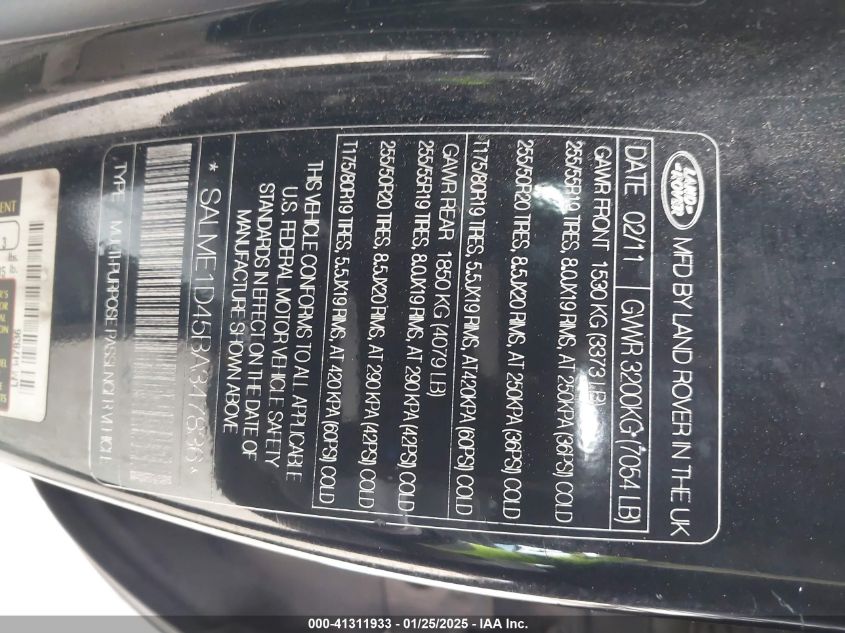 LAND-
ROVER
MFD BY LAND ROVER IN THE UK
DATE 02/11 GVWR 3200KG* (7054 LB)
GAWR FRONT 1530 KG (3373 LB)
255/55R19 TIRES, 8.0JX19 RIMS, AT 250KPA (36PSI) COLD
255/50R20 TIRES, 8.5JX20 RIMS, AT 250KPA (36PSI) COLD
T175/80R19 TIRES, 5.5JX19 RIMS, AT 420KPA (60PSI) COLD
GAWR REAR 1850 KG (4079 LB)
255/55R19 TIRES, 8.0JX19 RIMS, AT 290 KPA (42PSI) COLD
255/50R20 TIRES, 8.5JX20 RIMS, AT 290 KPA (42PSI) COLD
T175/80R19 TIRES, 5.5JX19 RIMS, AT 420 KPA (60PSI) COLD
THIS VEHICLE CONFORMS TO ALL APPLICABLE
U.S. FEDERAL MOTOR VEHICLE SAFETY
STANDARDS IN EFFECT ON THE DATE OF
MANUFACTURE SHOWN ABOVE
* SALME1D45BA347836*
TYPE MULTIPURPOSE PASSENGER VEHICLE
LM W47836
000-41311933 / 01/25/2025 / IAA Inc.